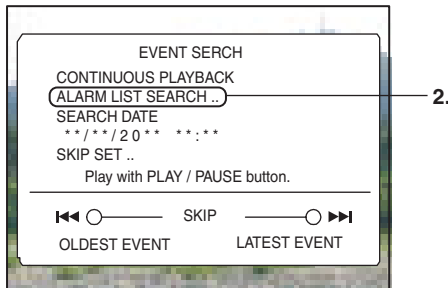 EVENT SERCH
CONTINUOUS PLAYBACK
ALARM LIST SEARCH ..
2.
SEARCH DATE
**/**/20** **:**
SKIP SET ..
Play with PLAY / PAUSE button.
SKIP
OLDEST EVENT LATEST EVENT